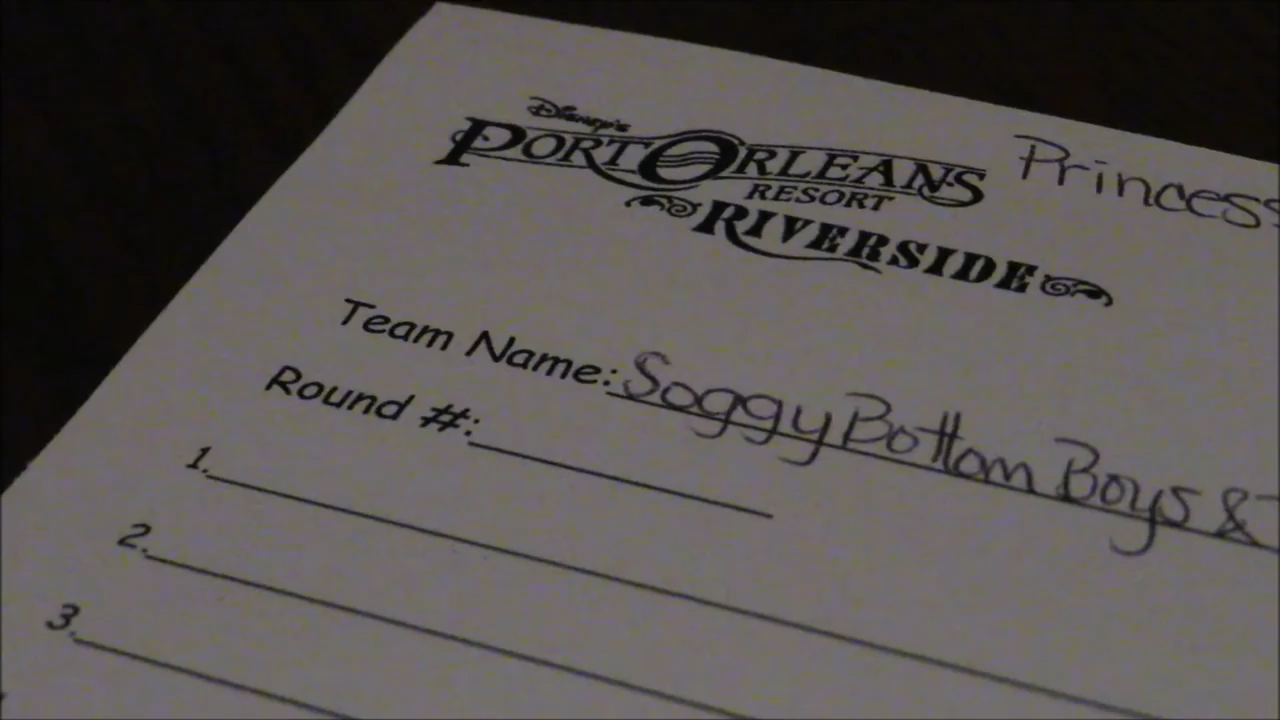 Disney's
PORT ORLEANS
RESORT
RIVERSIDE
Princess
Team Name: Soggy Bottom Boys &
Round #:
1.
2.
3.